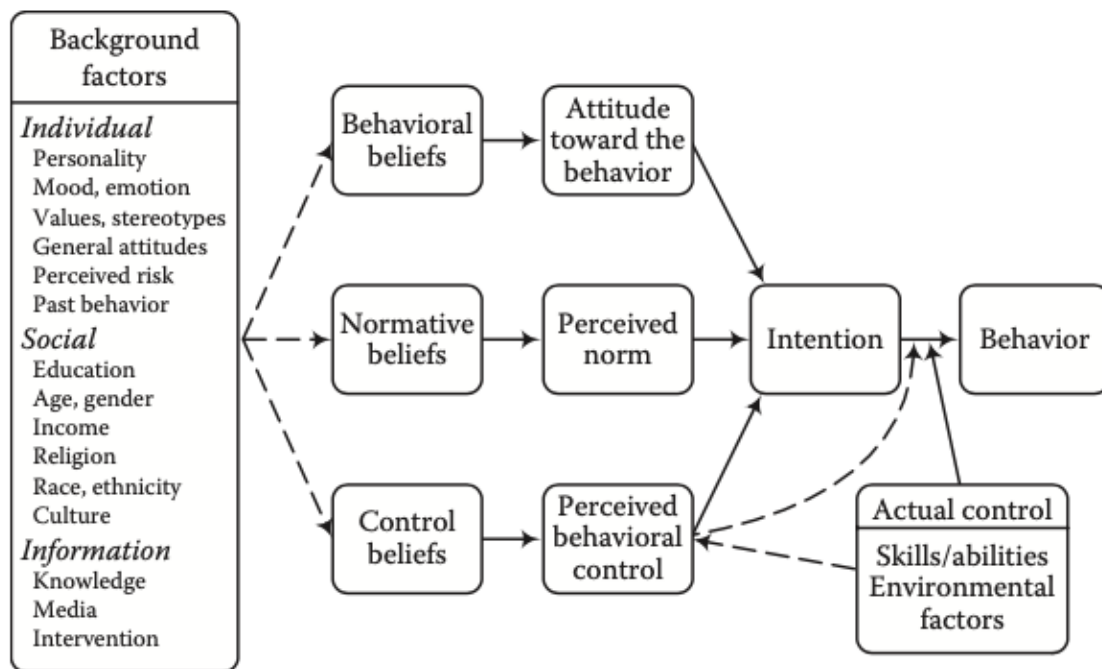 Background
factors
Individual
Personality
Mood, emotion
Values, stereotypes
General attitudes
Perceived risk
Past behavior
Social
Education
Age, gender
Income
Religion
Race, ethnicity
Culture
Information
Knowledge
Media
Intervention
Behavioral
beliefs
Attitude
toward the
behavior
Normative
beliefs
Perceived
norm
Intention
Behavior
Control
beliefs
Perceived
behavioral
control
Actual control
Skills/abilities
Environmental
factors